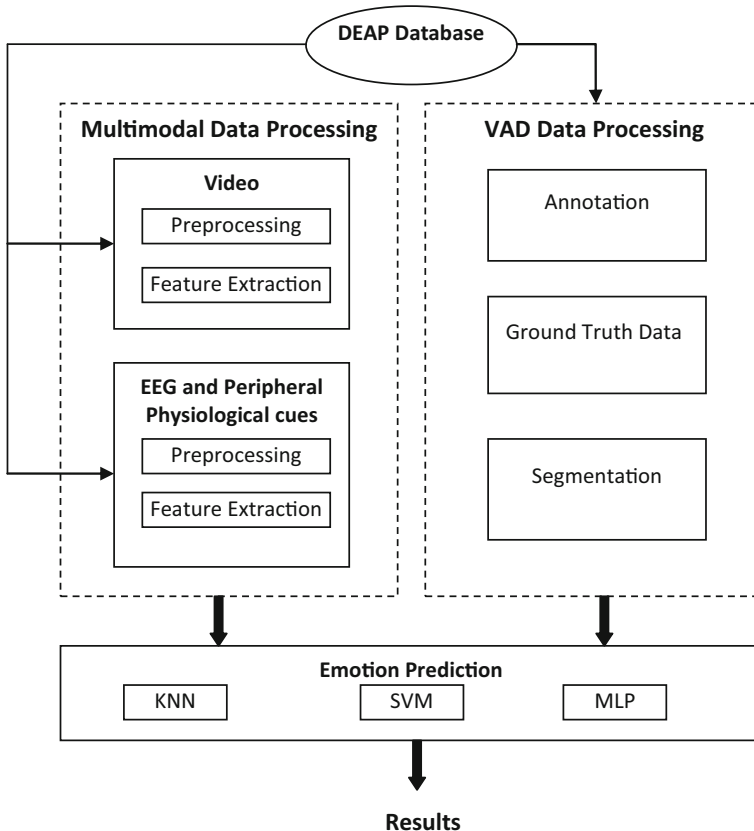 DEAP Database
Multimodal Data Processing
Video
Preprocessing
Feature Extraction
EEG and Peripheral
Physiological cues
Preprocessing
Feature Extraction
VAD Data Processing
Annotation
Ground Truth Data
Segmentation
Emotion Prediction
KNN
SVM
MLP
Results